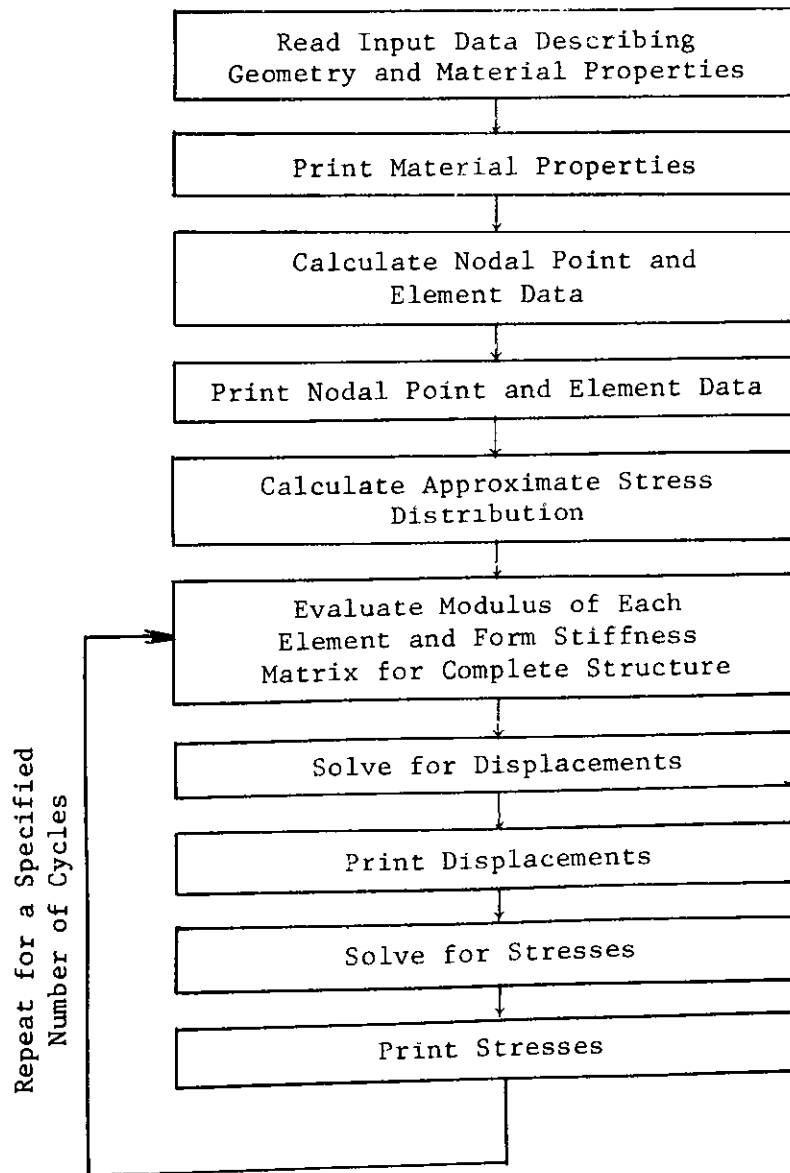 Read Input Data Describing
Geometry and Material Properties
Print Material Properties
Calculate Nodal Point and
Element Data
Print Nodal Point and Element Data
Calculate Approximate Stress
Distribution
Evaluate Modulus of Each
Element and Form Stiffness
Matrix for Complete Structure
Solve for Displacements
Print Displacements
Solve for Stresses
Print Stresses
Repeat for a Specified
Number of Cycles